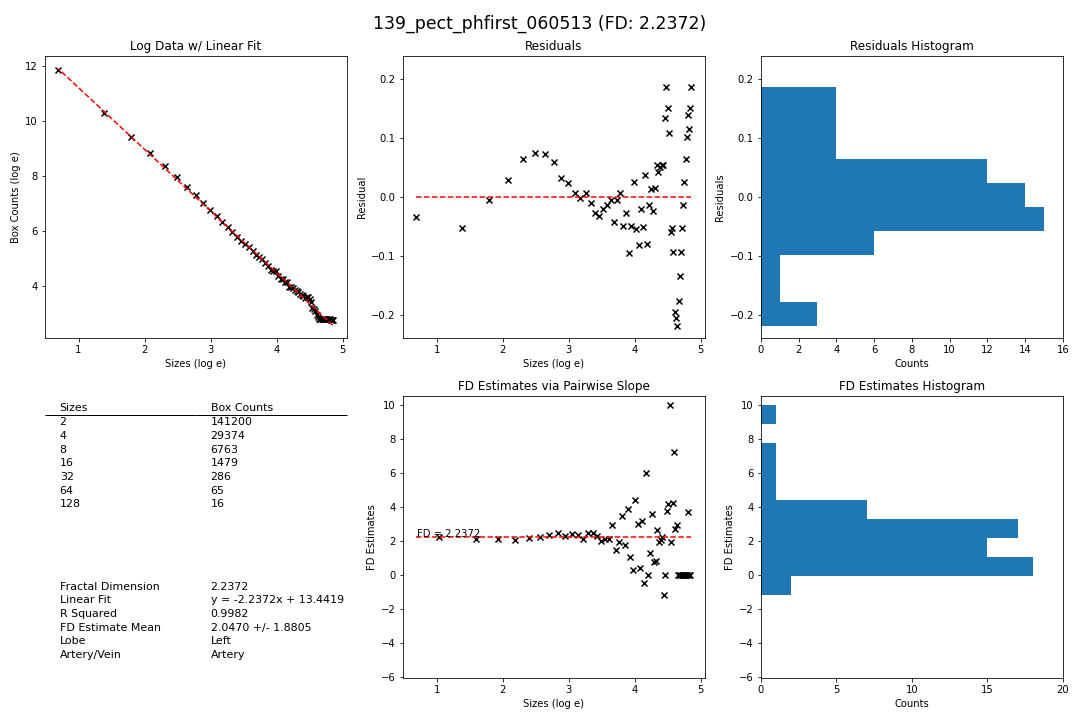 139_pect_phfirst_060513 (FD: 2.2372)
Log Data w/ Linear Fit
Box Counts (log e)
12
10
8
6
4
1 2 3 4 5
Sizes (log e)
Residuals
Residual
0.2
0.1
0.0
−0.1
−0.2
1 2 3 4 5
Sizes (log e)
Residuals Histogram
Residuals
0.2
0.1
0.0
−0.1
−0.2
0 2 4 6 8 10 12 14 16
Counts
Sizes Box Counts
2 141200
4 29374
8 6763
16 1479
32 286
64 65
128 16
Fractal Dimension 2.2372
Linear Fit y = -2.2372x + 13.4419
R Squared 0.9982
FD Estimate Mean 2.0470 +/- 1.8805
Lobe Left
Artery/Vein Artery
FD Estimates via Pairwise Slope
FD Estimates
10
8
6
4
2
0
−2
−4
−6
FD = 2.2372
1 2 3 4 5
Sizes (log e)
FD Estimates Histogram
FD Estimates
10
8
6
4
2
0
−2
−4
−6
0 5 10 15 20
Counts